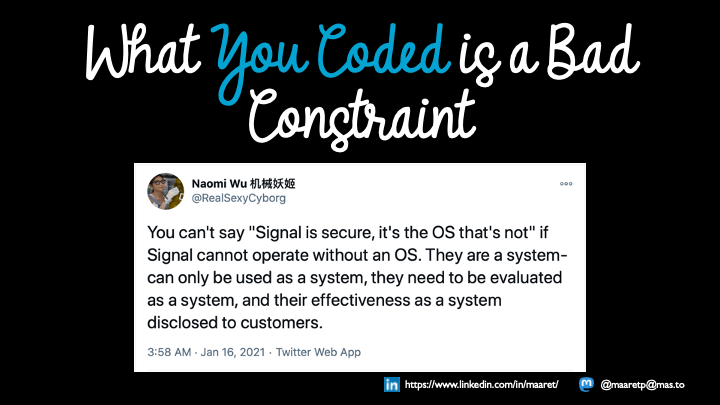 What You Coded is a Bad
Constraint
Naomi Wu 机械妖姬
@RealSexyCyborg
You can't say "Signal is secure, it's the OS that's not" if
Signal cannot operate without an OS. They are a system-
can only be used as a system, they need to be evaluated
as a system, and their effectiveness as a system
disclosed to customers.
3:58 AM · Jan 16, 2021 · Twitter Web App
in https://www.linkedin.com/in/maaret/ m @maaretp@mas.to